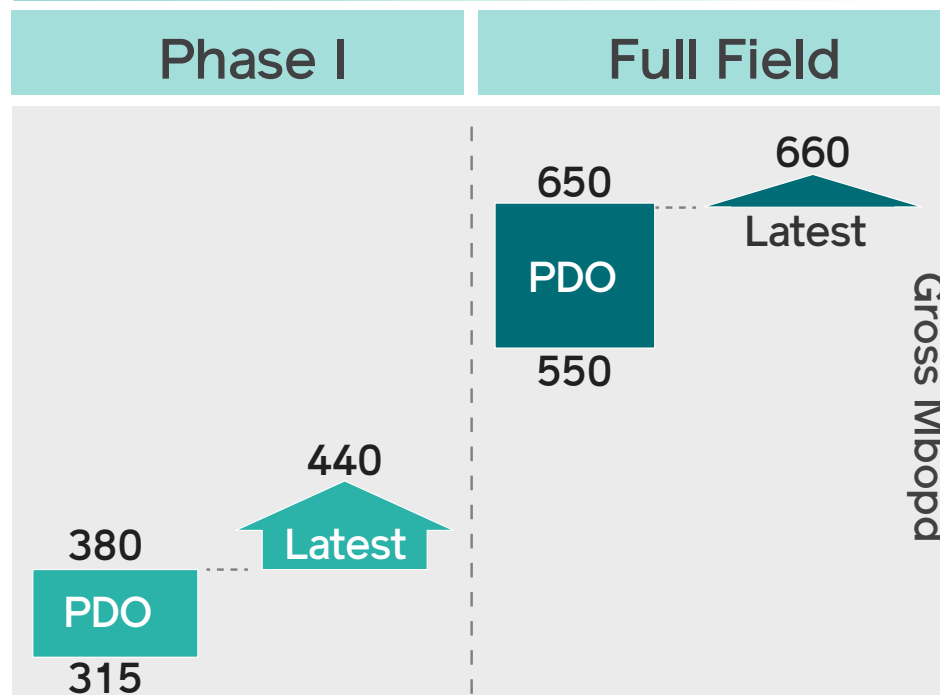 Phase I
Full Field
440
Latest
380
PDO
315
660
Latest
650
PDO
550
Gross Mbopd